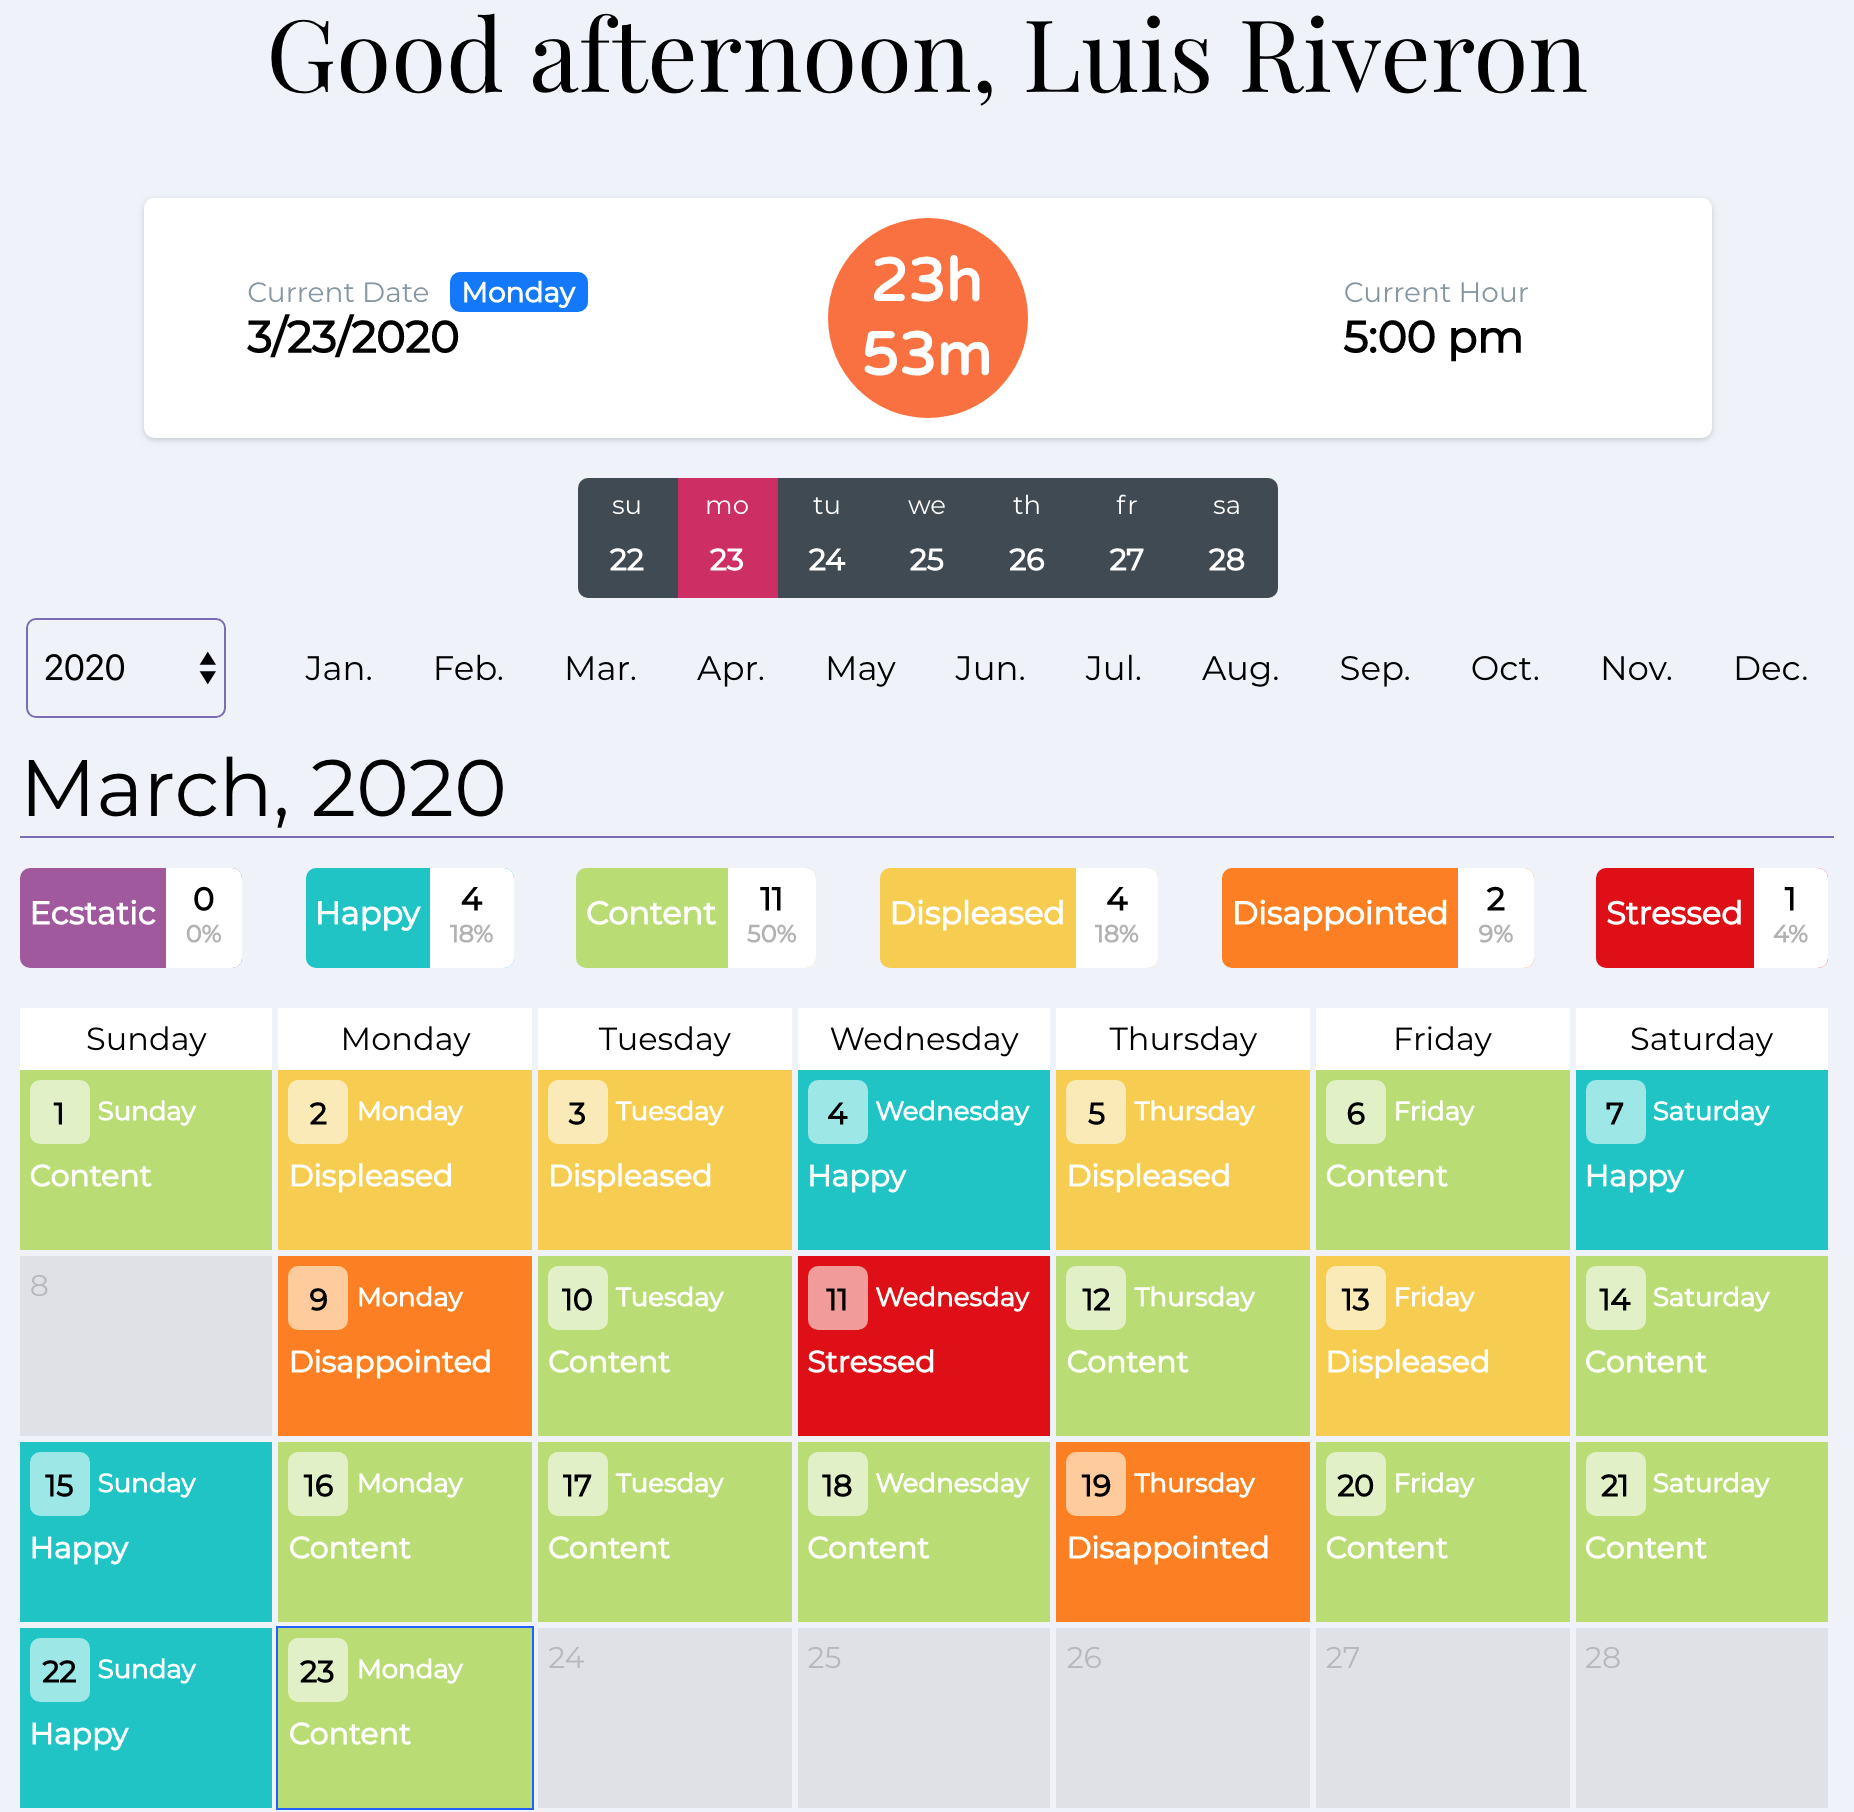 Good afternoon, Luis Riveron
Current Date Monday
3/23/2020
23h
53m
Current Hour
5:00 pm
su mo tu we th fr sa
22 23 24 25 26 27 28
2020 Jan. Feb. Mar. Apr. May Jun. Jul. Aug. Sep. Oct. Nov. Dec.
March, 2020
Ecstatic 0 0% Happy 4 18% Content 11 50% Displeased 4 18% Disappointed 2 9% Stressed 1 4%
Sunday Monday Tuesday Wednesday Thursday Friday Saturday
1 Sunday 2 Monday 3 Tuesday 4 Wednesday 5 Thursday 6 Friday 7 Saturday
Content Displeased Displeased Happy Displeased Content Happy
8 9 Monday 10 Tuesday 11 Wednesday 12 Thursday 13 Friday 14 Saturday
Disappointed Content Stressed Content Displeased Content
15 Sunday 16 Monday 17 Tuesday 18 Wednesday 19 Thursday 20 Friday 21 Saturday
Happy Content Content Content Disappointed Content Content
22 Sunday 23 Monday 24 25 26 27 28
Happy Content